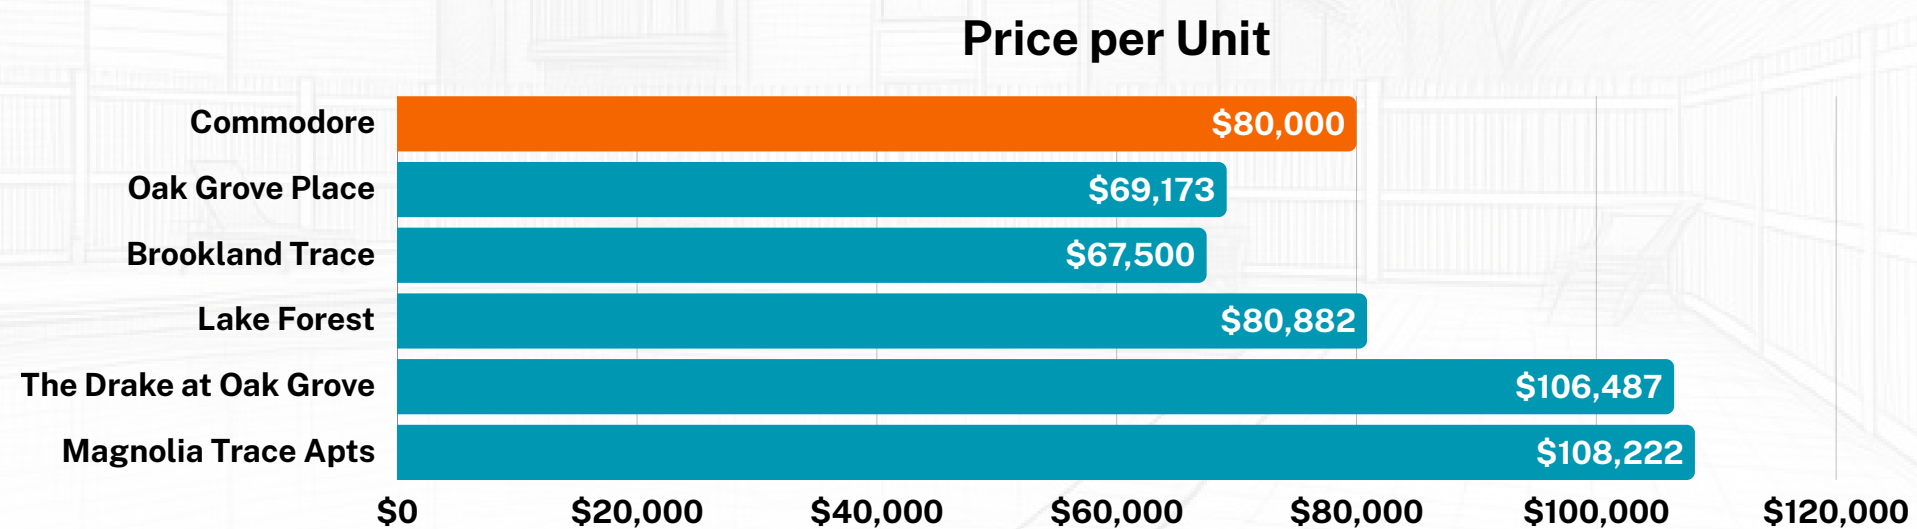 Price per Unit
Commodore $80,000
Oak Grove Place $69,173
Brookland Trace $67,500
Lake Forest $80,882
The Drake at Oak Grove $106,487
Magnolia Trace Apts $108,222
$0 $20,000 $40,000 $60,000 $80,000 $100,000 $120,000